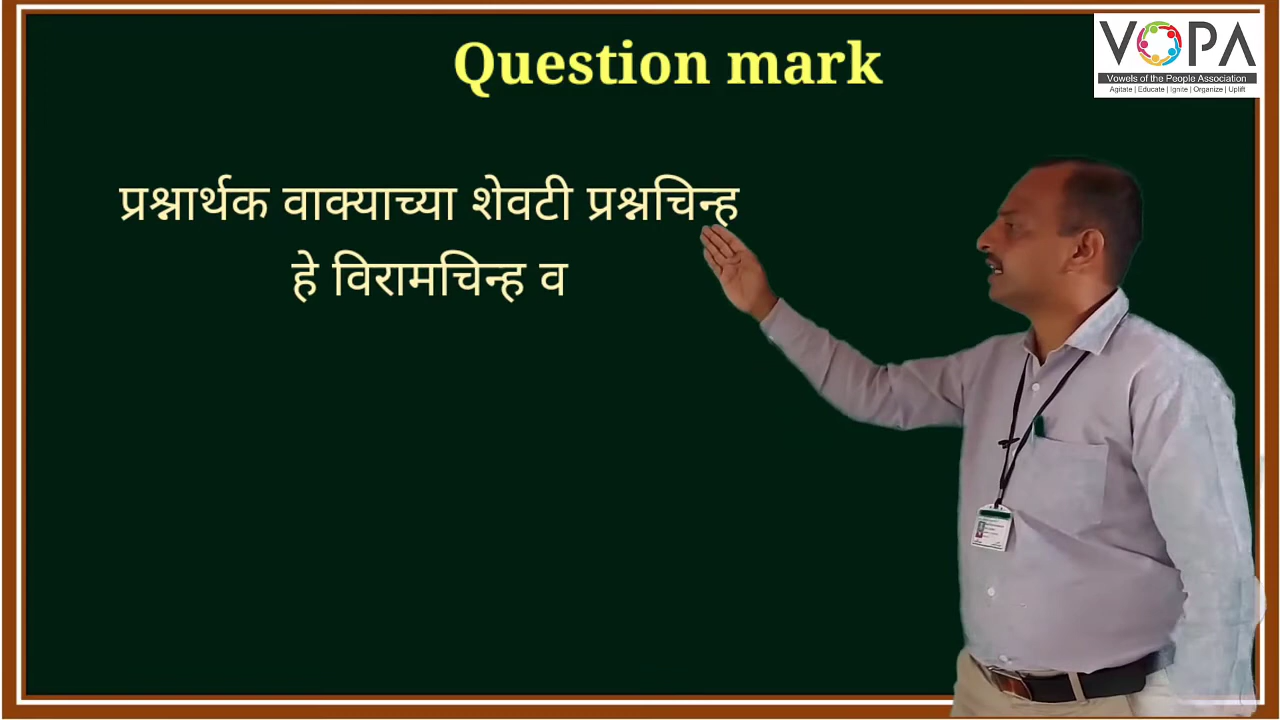 Question mark
प्रश्नार्थक वाक्याच्या शेवटी प्रश्नचिन्ह
हे विरामचिन्ह व
VOPA
Vowels of the People Association
Agitate | Educate | Ignite | Organize | Uplift